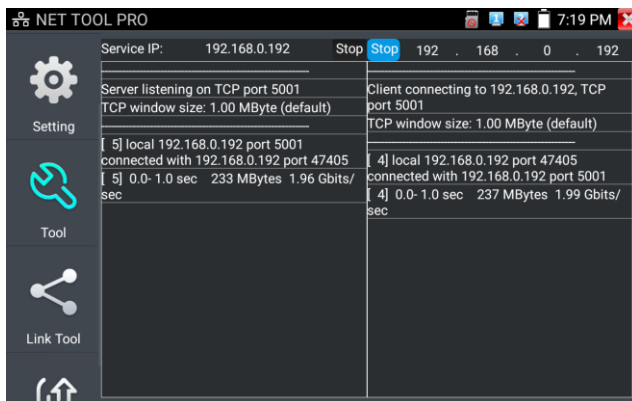 NET TOOL PRO
7:19 PM
Setting
Tool
Link Tool
Service IP: 192.168.0.192 Stop
Server listening on TCP port 5001
TCP window size: 1.00 MByte (default)
[ 5] local 192.168.0.192 port 5001
connected with 192.168.0.192 port 47405
[ 5] 0.0- 1.0 sec 233 MBytes 1.96 Gbits/
sec
Stop 192 . 168 . 0 . 192
Client connecting to 192.168.0.192, TCP
port 5001
TCP window size: 1.00 MByte (default)
[ 4] local 192.168.0.192 port 47405
connected with 192.168.0.192 port 5001
[ 4] 0.0- 1.0 sec 237 MBytes 1.99 Gbits/
sec